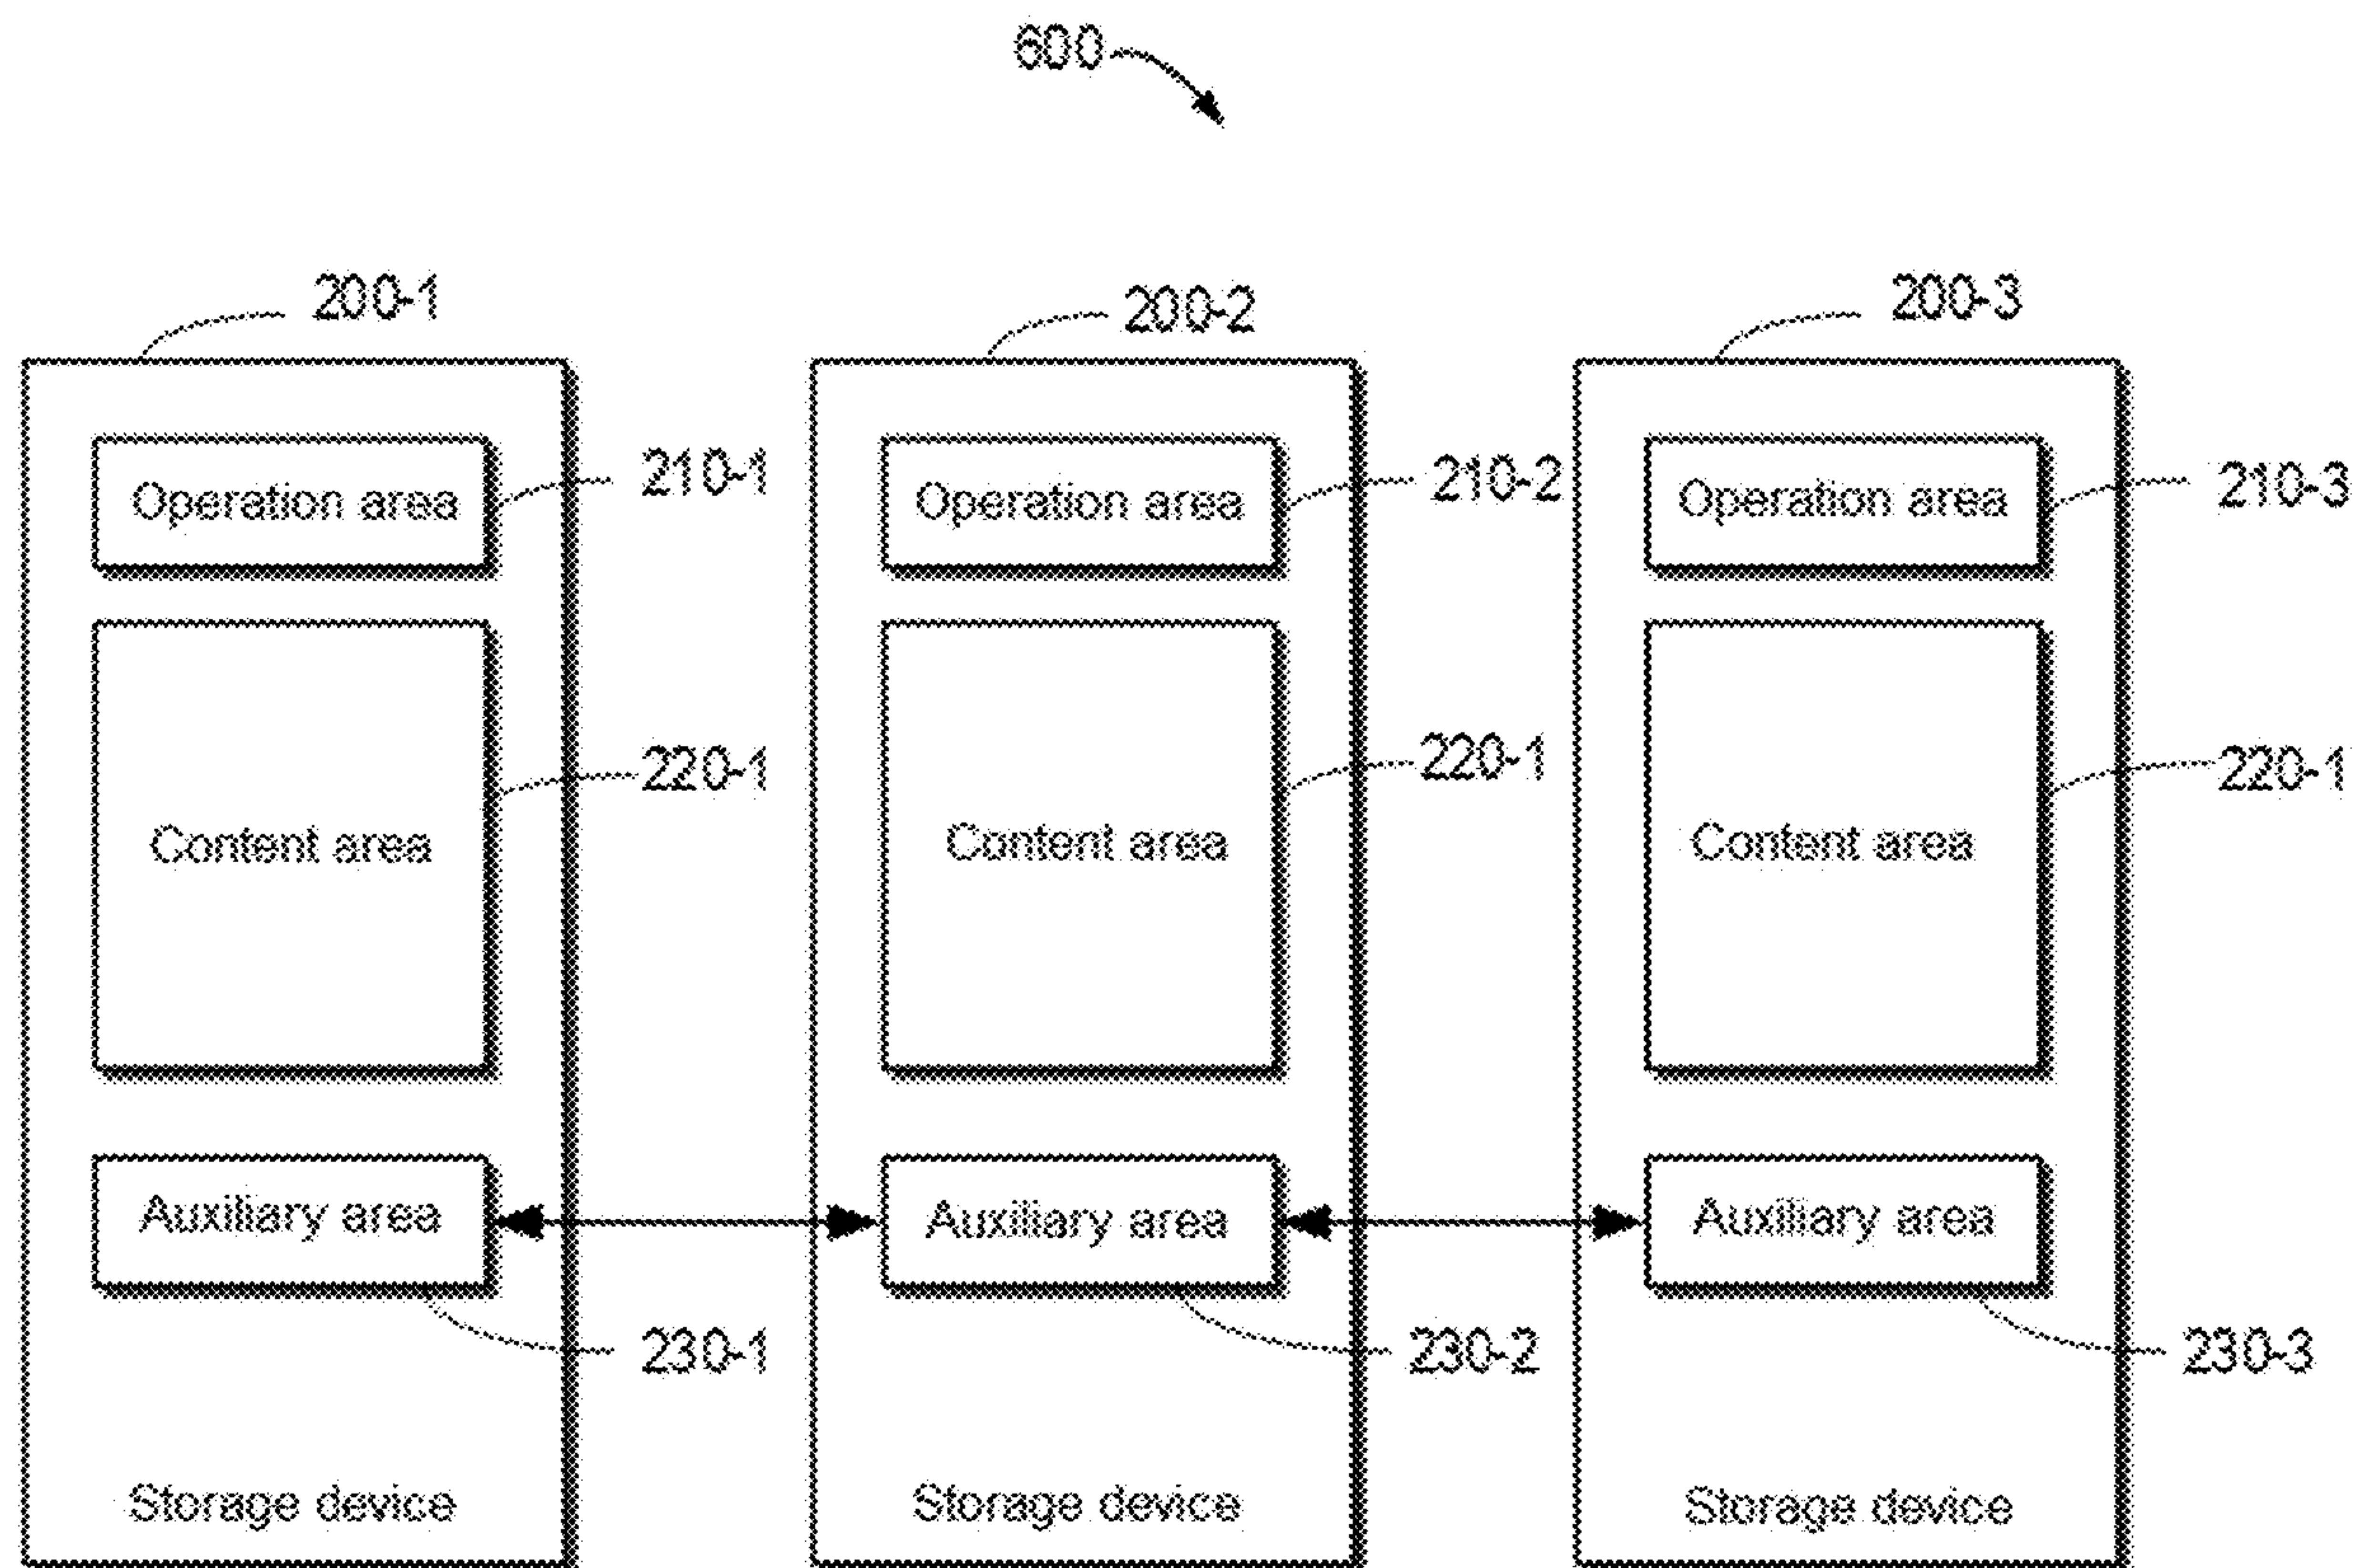 600
200-1
200-2
200-3
Operation area
210-1
Operation area
210-2
Operation area
210-3
Content area
220-1
Content area
220-1
Content area
220-1
Auxiliary area
Auxiliary area
Auxiliary area
230-1
230-2
230-3
Storage device
Storage device
Storage device